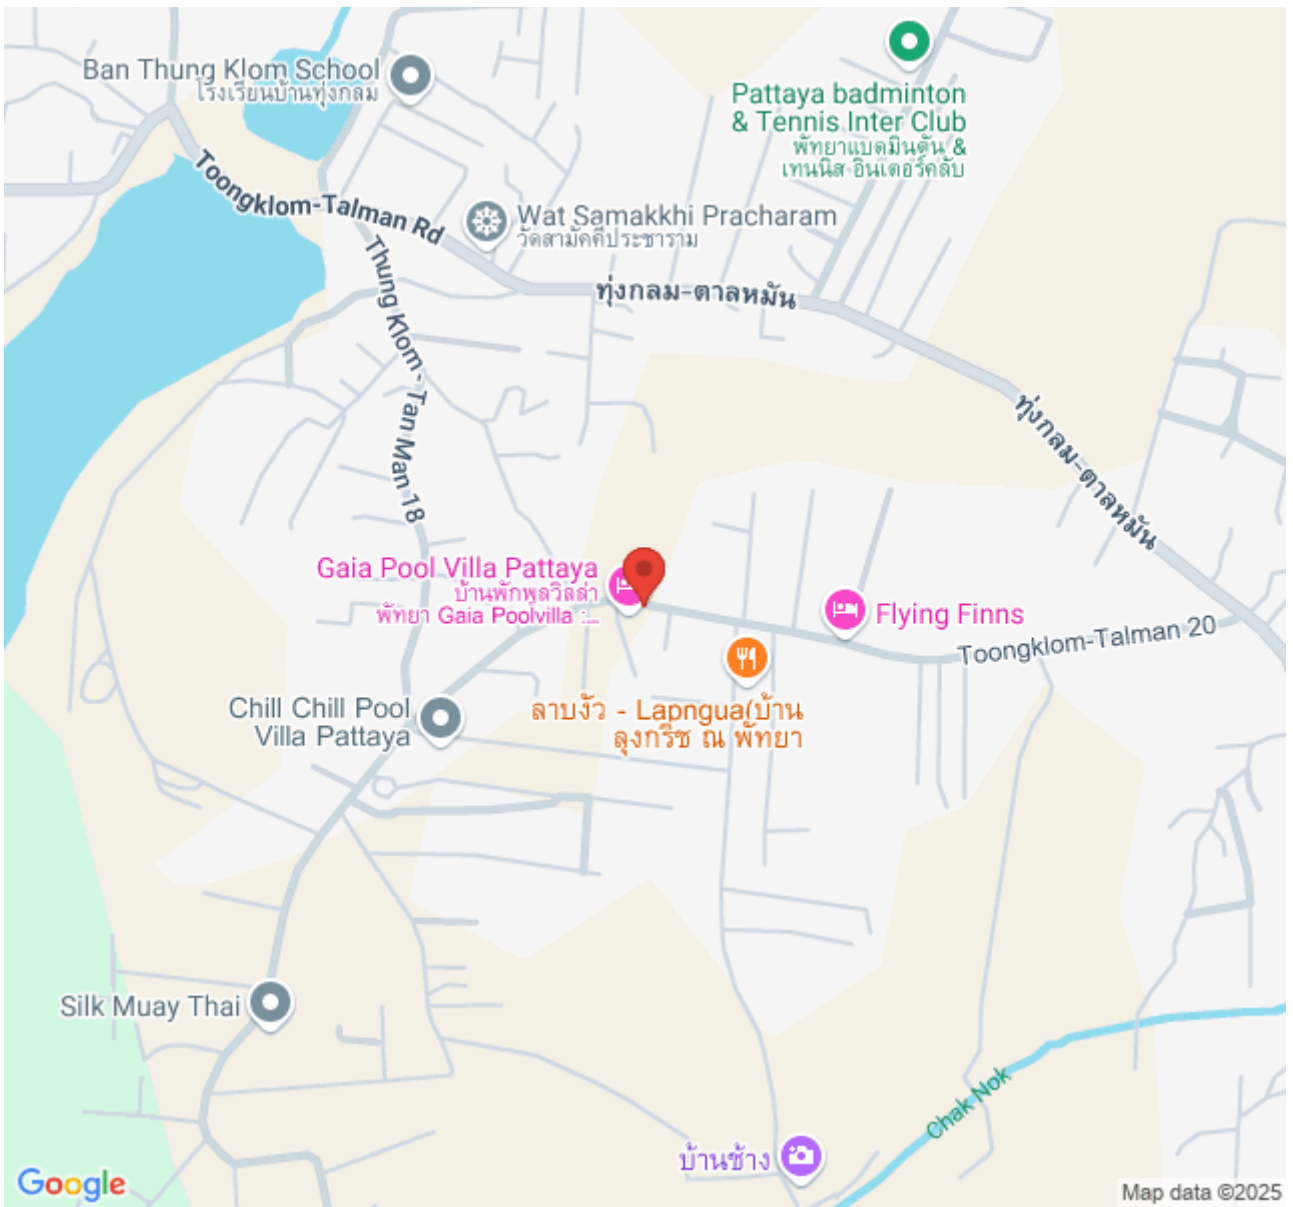 Ban Thung Klom School
โรงเรียนบ้านทุ่งกลม
Pattaya badminton
& Tennis Inter Club
พัทยาแบดมินตัน &
เทนนิส อินเตอร์คลับ
Toongklom-Talman Rd
Wat Samakkhi Pracharam
วัดสามัคคีประชาราม
Thung Klom - Tan Man 18
ทุ่งกลม-ตาลหมัน
ทุ่งกลม-ตาลหมัน
Gaia Pool Villa Pattaya
บ้านพักพูลวิลล่า
พัทยา Gaia Poolvilla :...
Flying Finns
Toongklom-Talman 20
ลาบงัว - Lapngua(บ้าน
ลุงกริช ณ พัทยา
Chill Chill Pool
Villa Pattaya
Silk Muay Thai
Chak Nok
บ้านช้าง
Google
Map data ©2025